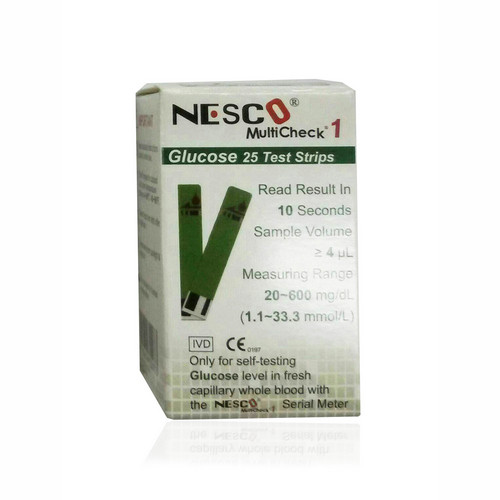 NESCO®
MultiCheck® 1
Glucose 25 Test Strips
Read Result In
10 Seconds
Sample Volume
≥ 4 µL
Measuring Range
20~600 mg/dL
(1.1~33.3 mmol/L)
IVD CE 0197
Only for self-testing
Glucose level in fresh
capillary whole blood with
the NESCO MultiCheck Serial Meter